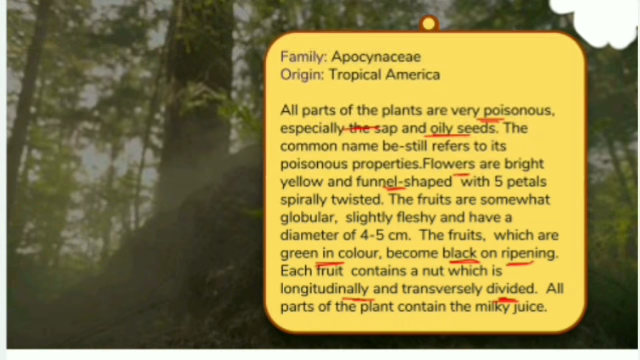 Family: Apocynaceae
Origin: Tropical America
All parts of the plants are very poisonous,
especially the sap and oily seeds. The
common name be-still refers to its
poisonous properties.Flowers are bright
yellow and funnel-shaped with 5 petals
spirally twisted. The fruits are somewhat
globular, slightly fleshy and have a
diameter of 4-5 cm. The fruits, which are
green in colour, become black on ripening.
Each fruit contains a nut which is
longitudinally and transversely divided. All
parts of the plant contain the milky juice.